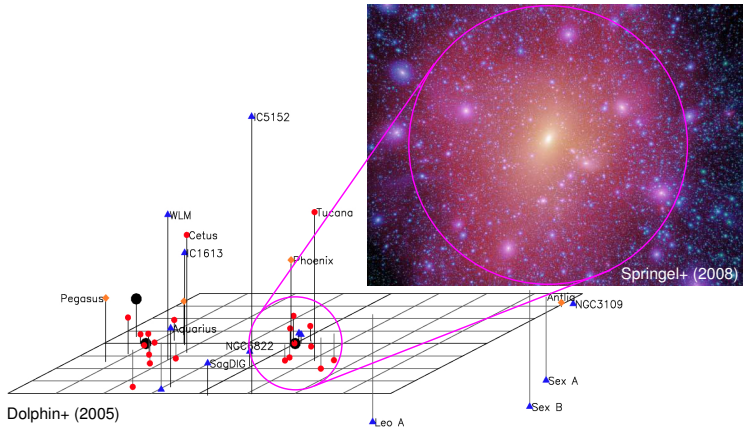 IC5152
Springel+ (2008)
WLM
Tucana
Cetus
IC1613
Phoenix
Pegasus
Antlia
NGC3109
Aquarius
NGC6822
SagDIG
Sex A
Sex B
Leo A
Dolphin+ (2005)